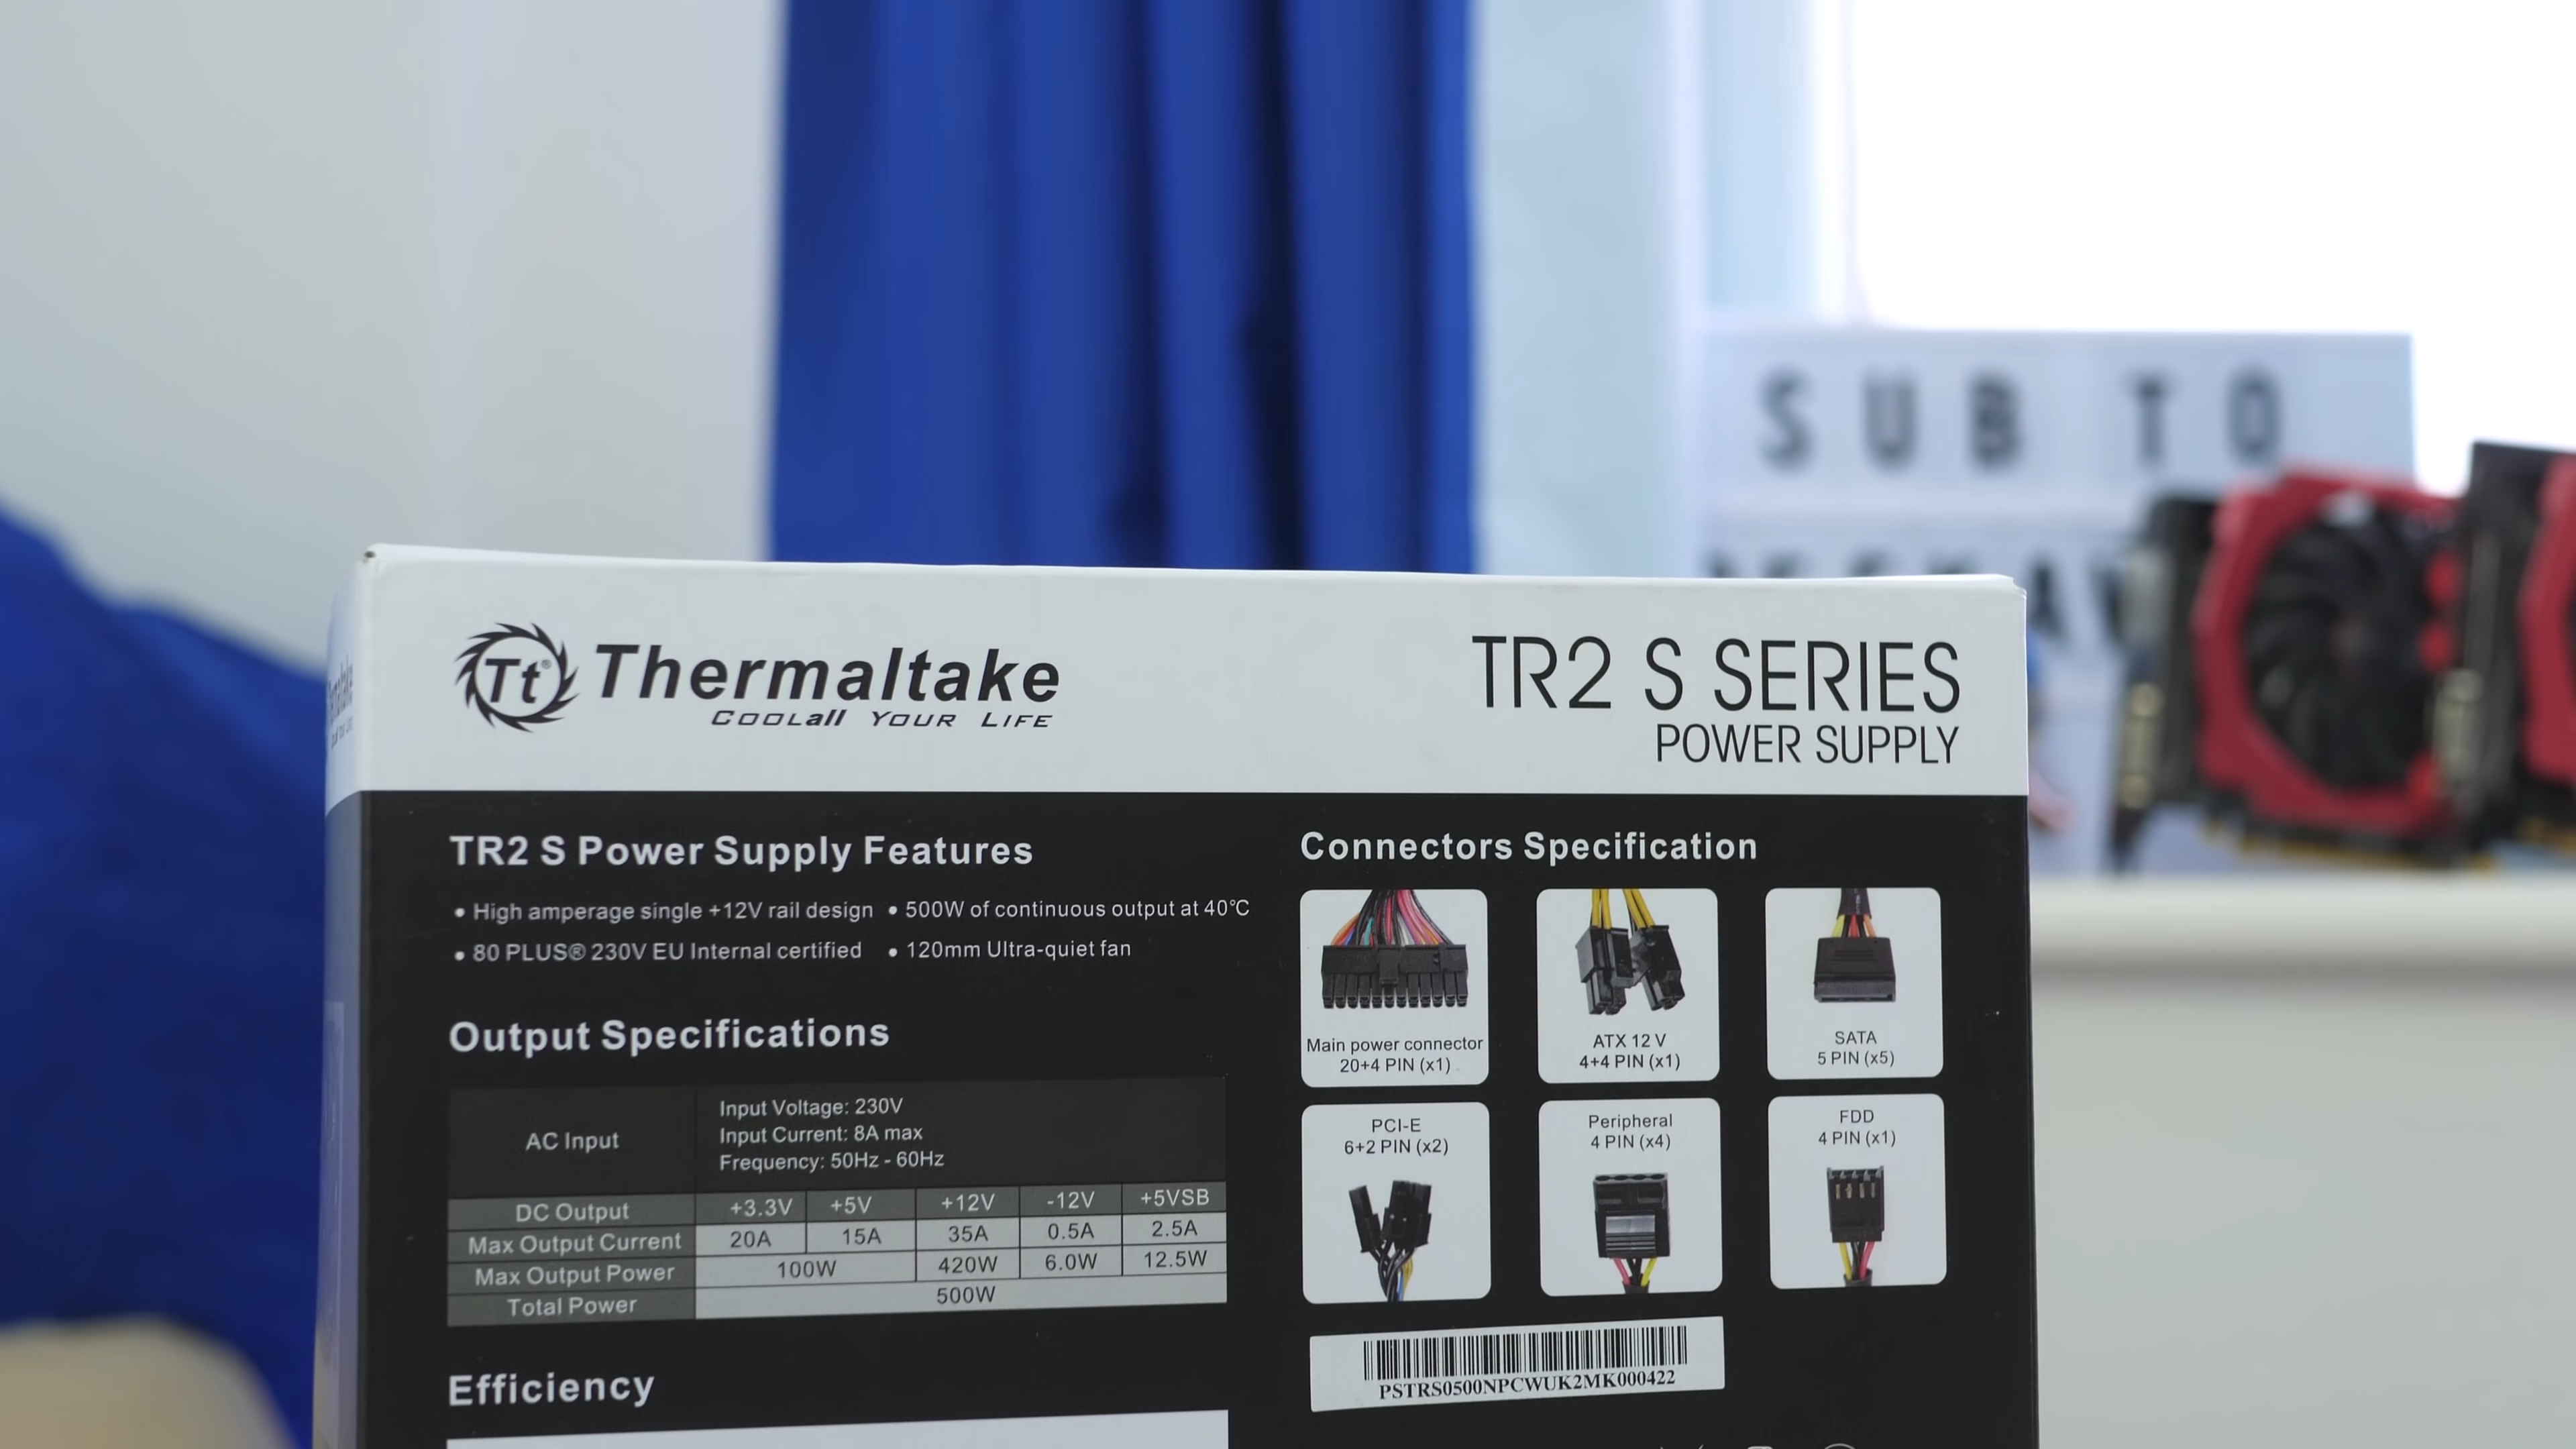 SUB TO
Tt® Thermaltake
COOLall YOUR LIFE
TR2 S SERIES
POWER SUPPLY
TR2 S Power Supply Features
• High amperage single +12V rail design • 500W of continuous output at 40°C
• 80 PLUS® 230V EU Internal certified • 120mm Ultra-quiet fan
Output Specifications
AC Input
Input Voltage: 230V
Input Current: 8A max
Frequency: 50Hz - 60Hz
DC Output +3.3V +5V +12V -12V +5VSB
Max Output Current 20A 15A 35A 0.5A 2.5A
Max Output Power 100W 420W 6.0W 12.5W
Total Power 500W
Efficiency
Connectors Specification
Main power connector
20+4 PIN (x1)
ATX 12 V
4+4 PIN (x1)
SATA
5 PIN (x5)
PCI-E
6+2 PIN (x2)
Peripheral
4 PIN (x4)
FDD
4 PIN (x1)
PSTRS0500NPCWUK2MK000422